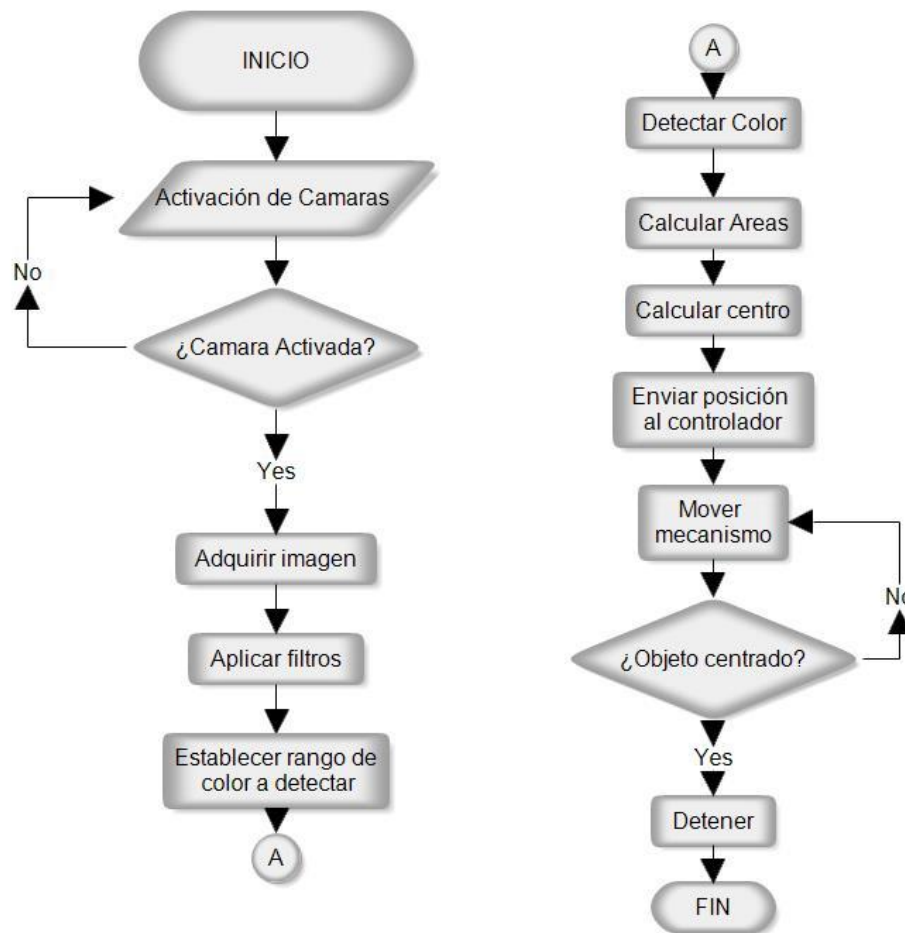 INICIO
Activación de Camaras
No
¿Camara Activada?
Yes
Adquirir imagen
Aplicar filtros
Establecer rango de
color a detectar
A
A
Detectar Color
Calcular Areas
Calcular centro
Enviar posición
al controlador
Mover
mecanismo
No
¿Objeto centrado?
Yes
Detener
FIN